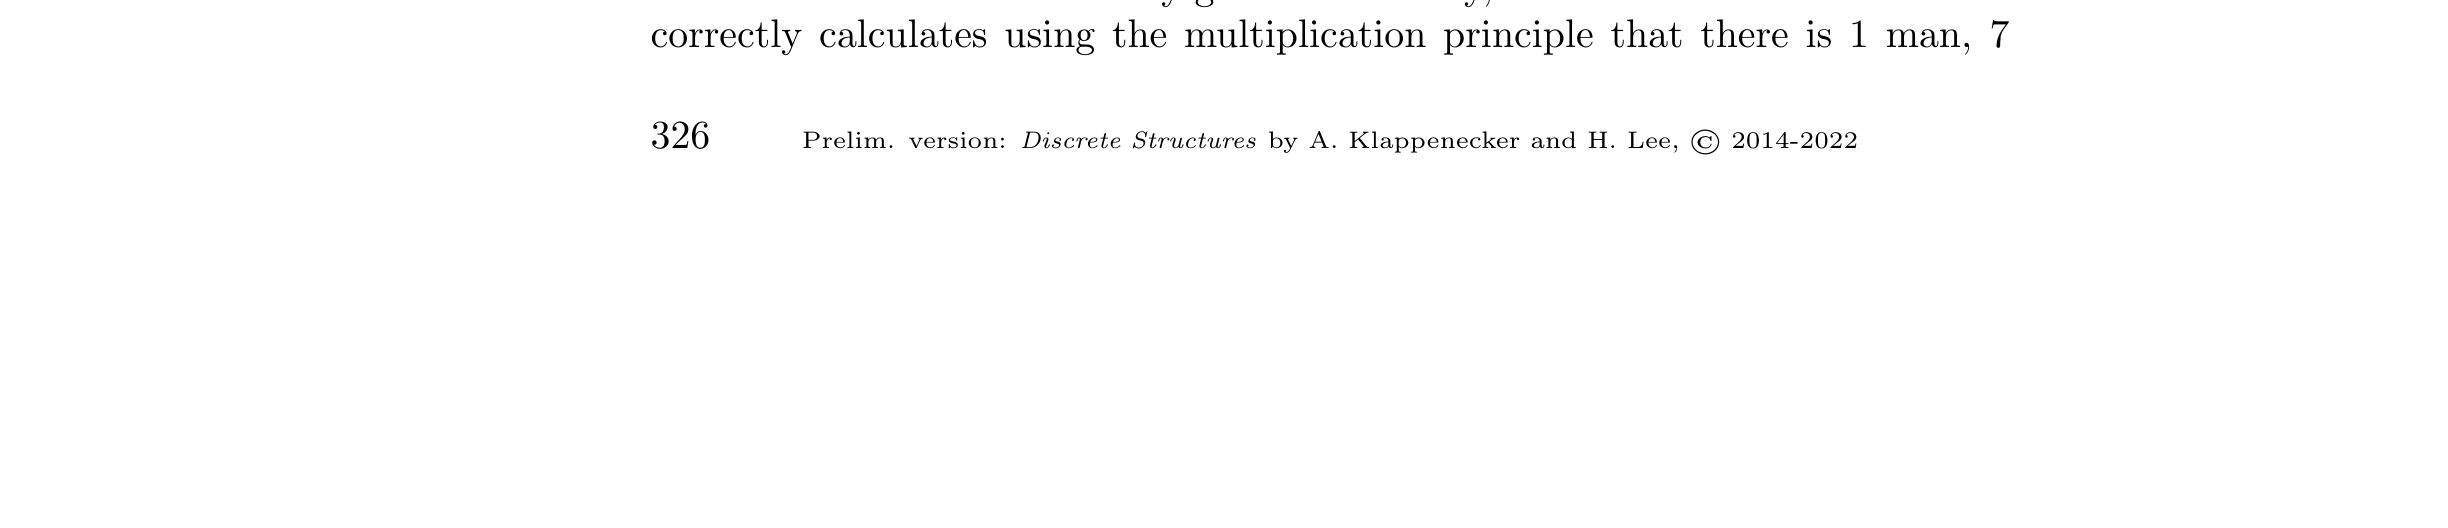 correctly calculates using the multiplication principle that there is 1 man, 7
326 Prelim. version: Discrete Structures by A. Klappenecker and H. Lee, © 2014-2022